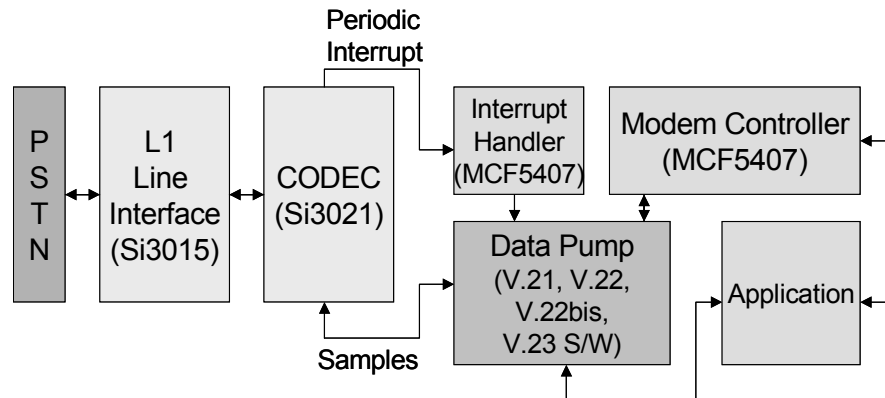 Periodic
Interrupt
P
S
T
N
L1
Line
Interface
(Si3015)
CODEC
(Si3021)
Interrupt
Handler
(MCF5407)
Modem Controller
(MCF5407)
Data Pump
(V.21, V.22,
V.22bis,
V.23 S/W)
Application
Samples